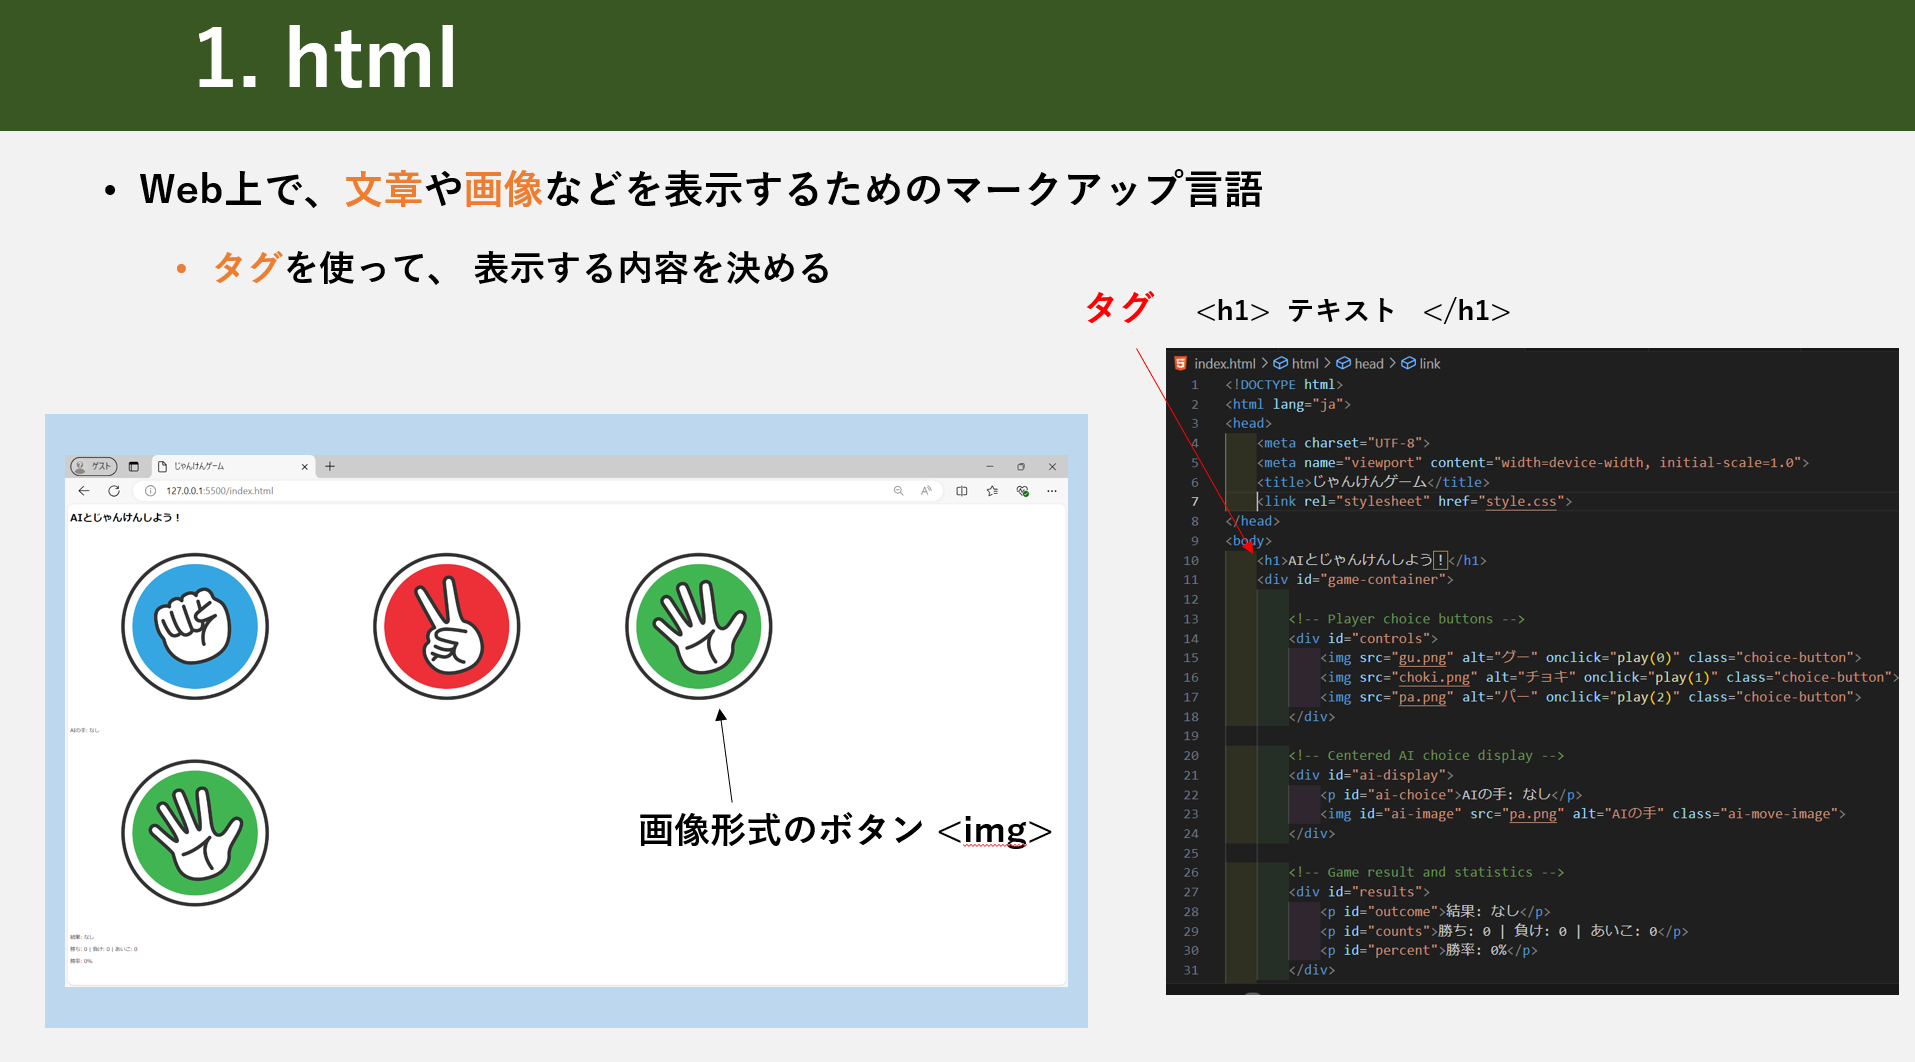 1. html
• Web上で、文章や画像などを表示するためのマークアップ言語
• タグを使って、 表示する内容を決める
タグ <h1> テキスト </h1>
ゲスト じゃんけんゲーム
127.0.0.1:5500/index.html
AIとじゃんけんしよう！
AIの手: なし
画像形式のボタン <img>
結果: なし
勝ち: 0 | 負け: 0 | あいこ: 0
勝率: 0%
index.html > html > head > link
1 <!DOCTYPE html>
2 <html lang="ja">
3 <head>
4 <meta charset="UTF-8">
5 <meta name="viewport" content="width=device-width, initial-scale=1.0">
6 <title>じゃんけんゲーム</title>
7 <link rel="stylesheet" href="style.css">
8 </head>
9 <body>
10 <h1>AIとじゃんけんしよう！</h1>
11 <div id="game-container">
12
13 <!-- Player choice buttons -->
14 <div id="controls">
15 <img src="gu.png" alt="グー" onclick="play(0)" class="choice-button">
16 <img src="choki.png" alt="チョキ" onclick="play(1)" class="choice-button">
17 <img src="pa.png" alt="パー" onclick="play(2)" class="choice-button">
18 </div>
19
20 <!-- Centered AI choice display -->
21 <div id="ai-display">
22 <p id="ai-choice">AIの手: なし</p>
23 <img id="ai-image" src="pa.png" alt="AIの手" class="ai-move-image">
24 </div>
25
26 <!-- Game result and statistics -->
27 <div id="results">
28 <p id="outcome">結果: なし</p>
29 <p id="counts">勝ち: 0 | 負け: 0 | あいこ: 0</p>
30 <p id="percent">勝率: 0%</p>
31 </div>